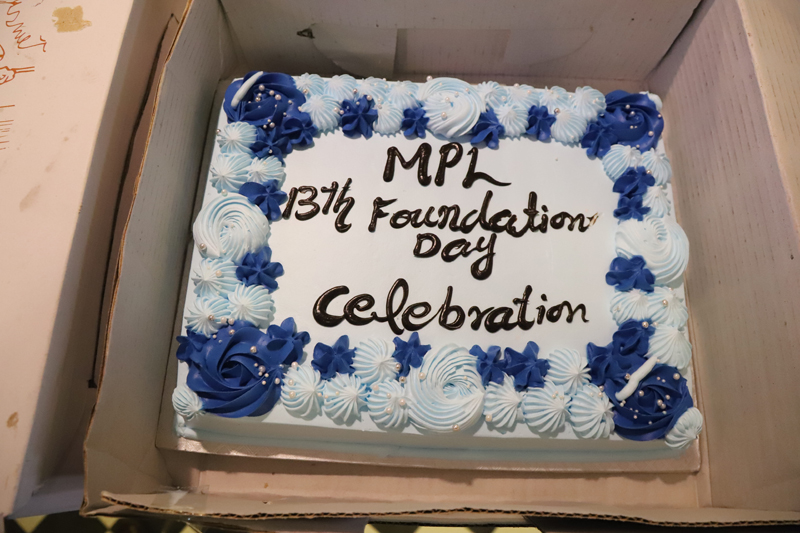 MPL
13th Foundation
Day
Celebration